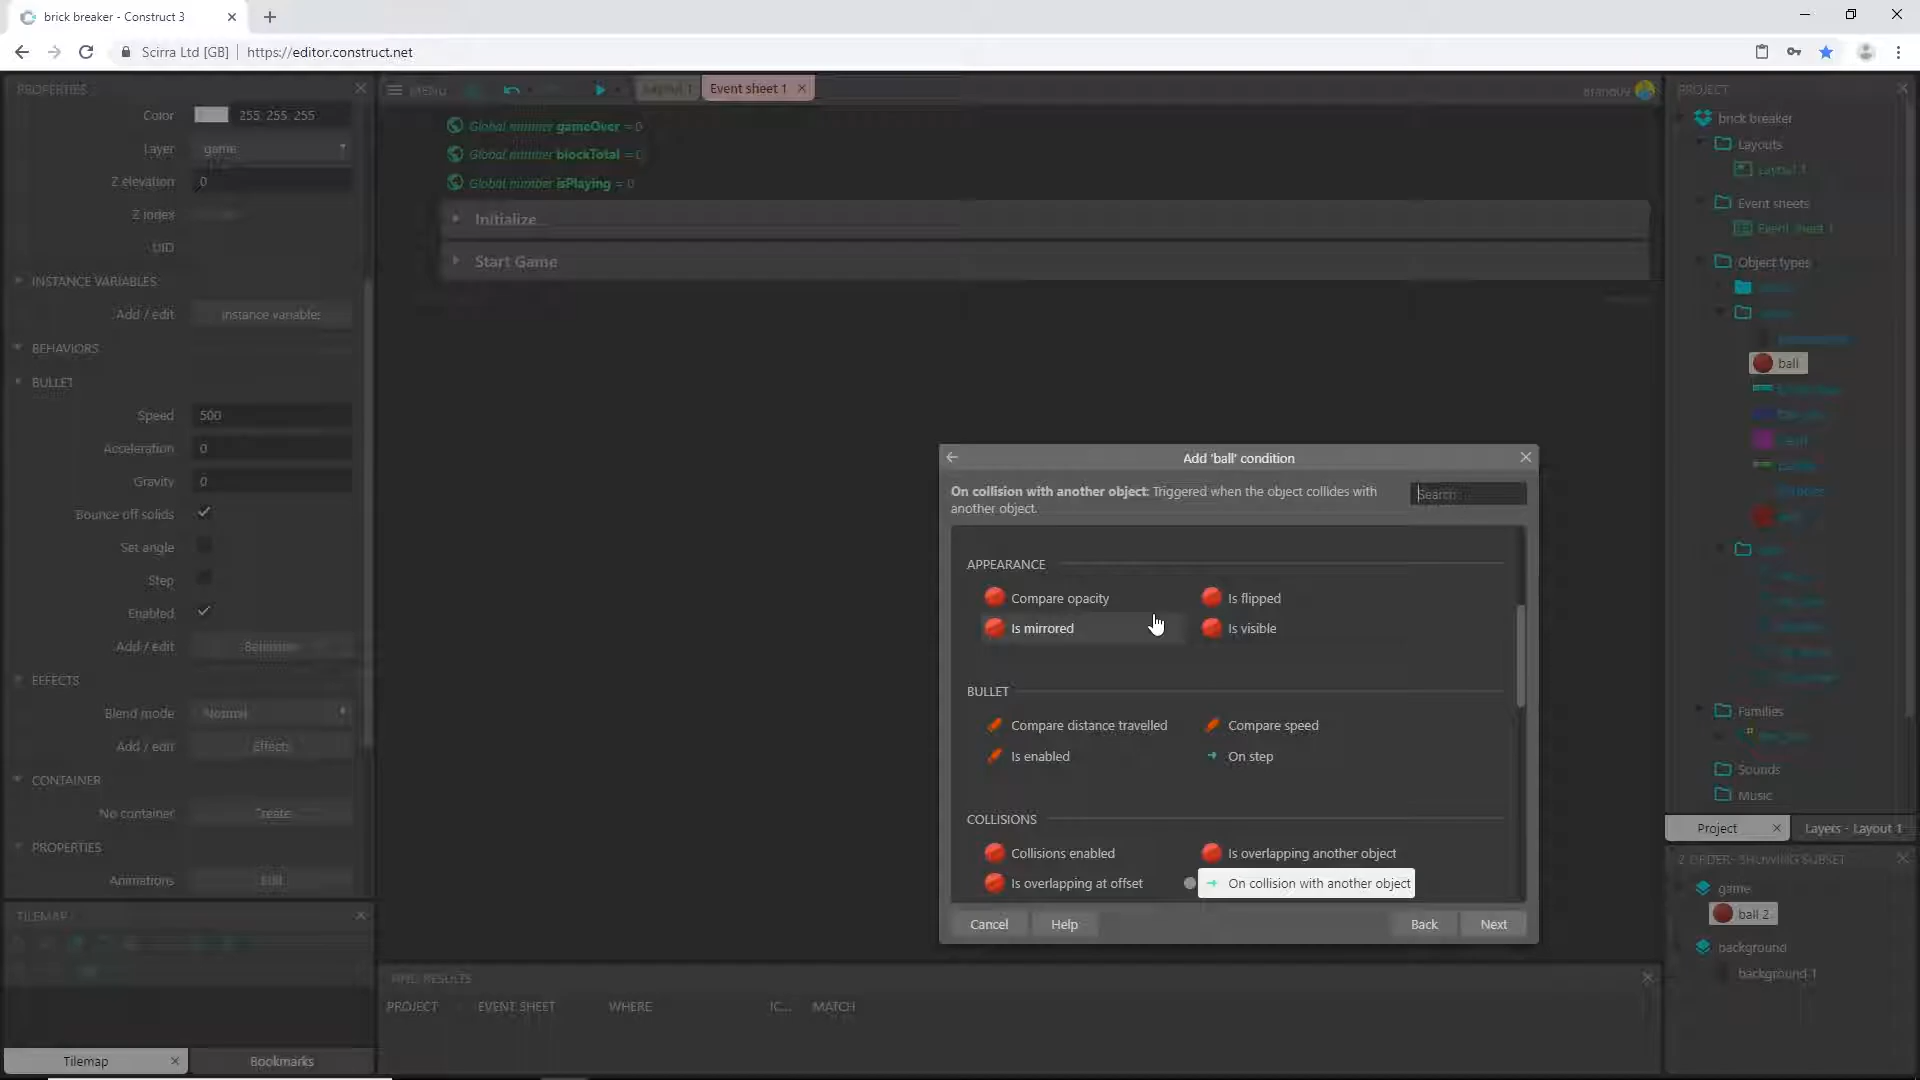 brick breaker - Construct 3
Scirra Ltd [GB]
https://editor.construct.net
PROPERTIES
Color 255, 255, 255
Layer game
Z elevation 0
Z index
UID
INSTANCE VARIABLES
Add / edit Instance variables
BEHAVIORS
BULLET
Speed 500
Acceleration 0
Gravity 0
Bounce off solids
Set angle
Step
Enabled
Add / edit Behaviors
EFFECTS
Blend mode Normal
Add / edit Effects
CONTAINER
No container Create
PROPERTIES
Animations Edit
TILEMAP
Tilemap
Bookmarks
MENU
Layout 1
Event sheet 1
Global number gameOver = 0
Global number blockTotal = 0
Global number isPlaying = 0
Initialize
Start Game
Add 'ball' condition
On collision with another object: Triggered when the object collides with
another object.
Search
APPEARANCE
Compare opacity
Is flipped
Is mirrored
Is visible
BULLET
Compare distance travelled
Compare speed
Is enabled
On step
COLLISIONS
Collisions enabled
Is overlapping another object
Is overlapping at offset
On collision with another object
Cancel
Help
Back
Next
FIND RESULTS
PROJECT
EVENT SHEET
WHERE
IC...
MATCH
PROJECT
brick breaker
Layouts
Layout 1
Event sheets
Event sheet 1
Object types
ball
Families
Sounds
Music
Project
Layers - Layout 1
Z ORDER - SHOWING SUBSET
game
ball 2
background
background 1